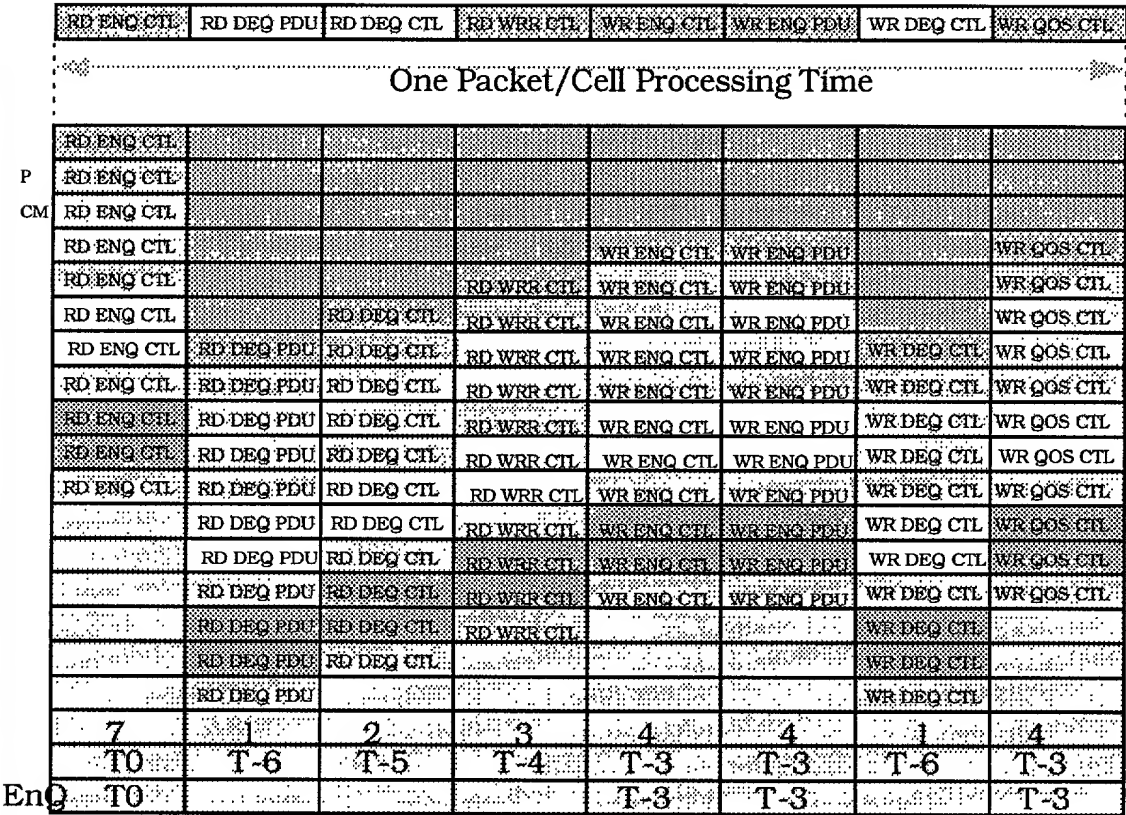 RD ENQ CTL RD DEQ PDU RD DEQ CTL RD WRR CTL WR ENQ CTL WR ENQ PDU WR DEQ CTL WR QOS CTL
One Packet/Cell Processing Time
RD ENQ CTL
P RD ENQ CTL
CM RD ENQ CTL
RD ENQ CTL WR ENQ CTL WR ENQ PDU WR QOS CTL
RD ENQ CTL RD WRR CTL WR ENQ CTL WR ENQ PDU WR QOS CTL
RD ENQ CTL RD DEQ CTL RD WRR CTL WR ENQ CTL WR ENQ PDU WR QOS CTL
RD ENQ CTL RD DEQ PDU RD DEQ CTL RD WRR CTL WR ENQ CTL WR ENQ PDU WR DEQ CTL WR QOS CTL
RD ENQ CTL RD DEQ PDU RD DEQ CTL RD WRR CTL WR ENQ CTL WR ENQ PDU WR DEQ CTL WR QOS CTL
RD ENQ CTL RD DEQ PDU RD DEQ CTL RD WRR CTL WR ENQ CTL WR ENQ PDU WR DEQ CTL WR QOS CTL
RD ENQ CTL RD DEQ PDU RD DEQ CTL RD WRR CTL WR ENQ CTL WR ENQ PDU WR DEQ CTL WR QOS CTL
RD ENQ CTL RD DEQ PDU RD DEQ CTL RD WRR CTL WR ENQ CTL WR ENQ PDU WR DEQ CTL WR QOS CTL
RD DEQ PDU RD DEQ CTL RD WRR CTL WR ENQ CTL WR ENQ PDU WR DEQ CTL WR QOS CTL
RD DEQ PDU RD DEQ CTL RD WRR CTL WR ENQ CTL WR ENQ PDU WR DEQ CTL WR QOS CTL
RD DEQ PDU RD DEQ CTL RD WRR CTL WR ENQ CTL WR ENQ PDU WR DEQ CTL WR QOS CTL
RD DEQ PDU RD DEQ CTL RD WRR CTL WR DEQ CTL
RD DEQ PDU RD DEQ CTL WR DEQ CTL
RD DEQ PDU WR DEQ CTL
7 1 2 3 4 4 1 4
T0 T-6 T-5 T-4 T-3 T-3 T-6 T-3
EnQ T0 T-3 T-3 T-3